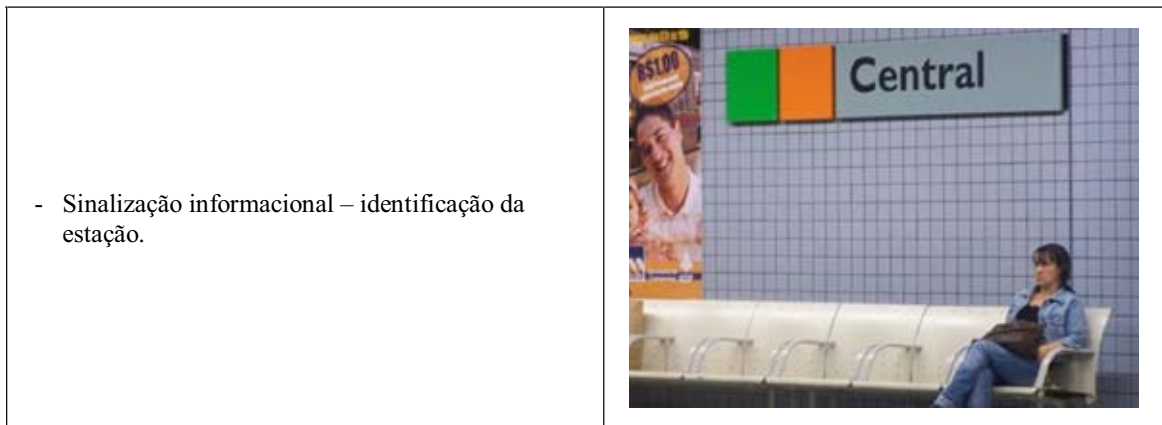 - Sinalização informacional – identificação da
estação.
Central
R$1,00